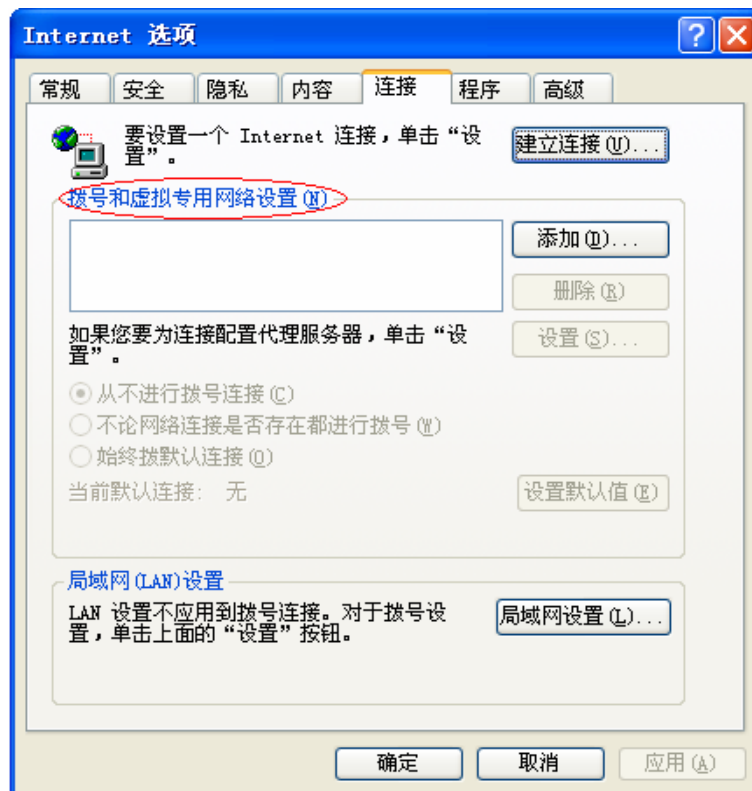 Internet 选项
常规 安全 隐私 内容 连接 程序 高级
要设置一个 Internet 连接，单击“设
置”。
建立连接(U)...
拨号和虚拟专用网络设置(N)
添加(D)...
删除(R)
如果您要为连接配置代理服务器，单击“设
置”。
设置(S)...
从不进行拨号连接(C)
不论网络连接是否存在都进行拨号(W)
始终拨默认连接(O)
当前默认连接： 无
设置默认值(E)
局域网(LAN)设置
LAN 设置不应用到拨号连接。对于拨号设
置，单击上面的“设置”按钮。
局域网设置(L)...
确定 取消 应用(A)